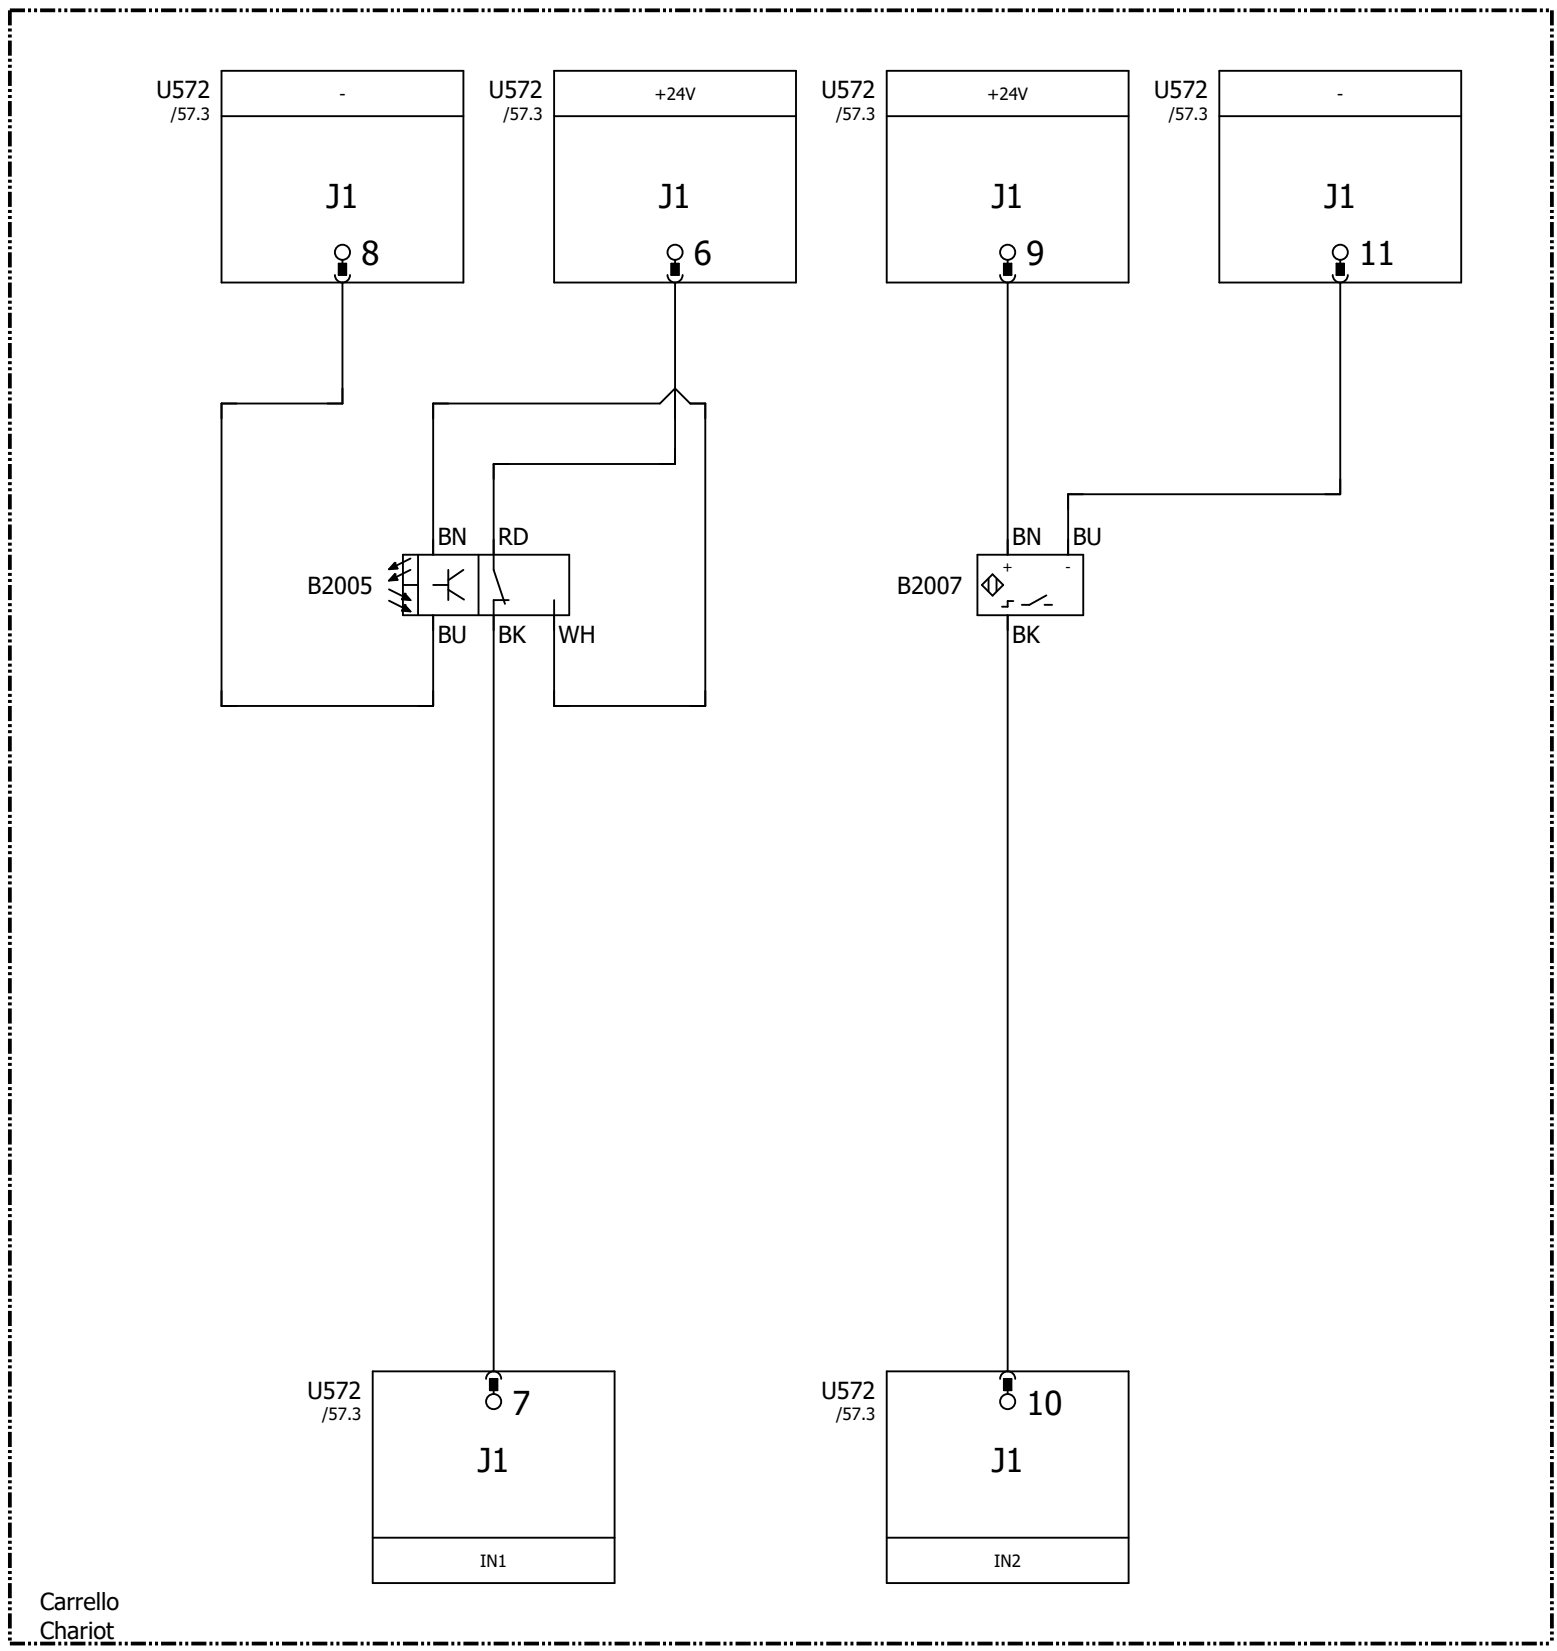 U572
/57.3
-
J1
8
U572
/57.3
+24V
J1
6
U572
/57.3
+24V
J1
9
U572
/57.3
-
J1
11
BN
RD
B2005
BU
BK
WH
BN
BU
B2007
+
-
BK
U572
/57.3
7
J1
IN1
U572
/57.3
10
J1
IN2
Carrello
Chariot